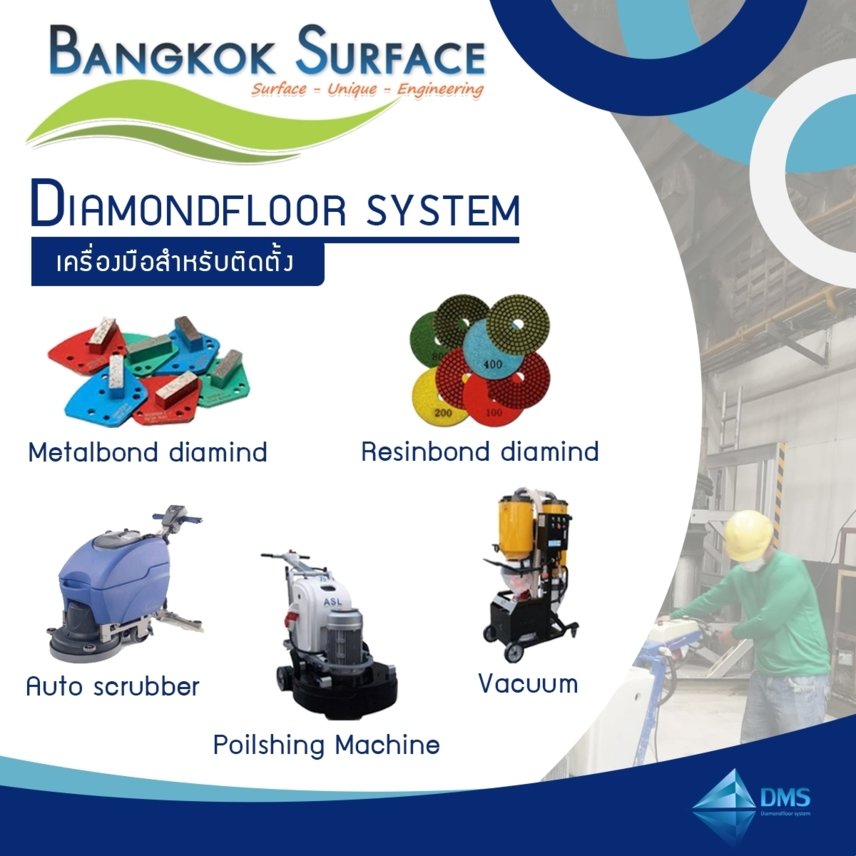 BANGKOK SURFACE
Surface - Unique - Engineering
DIAMONDFLOOR SYSTEM
เครื่องมือสำหรับติดตั้ง
800
400
200
100
Metalbond diamind
Resinbond diamind
ASL
Auto scrubber
Vacuum
Poilshing Machine
DMS
Diamondfloor system